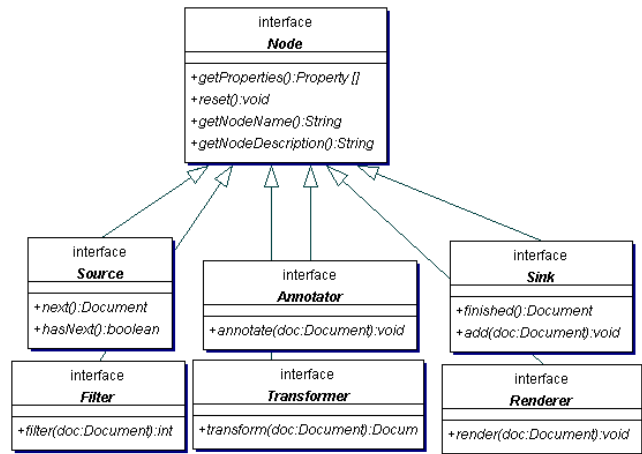 interface
Node
+getProperties():Property []
+reset():void
+getNodeName():String
+getNodeDescription():String
interface
Source
+next():Document
+hasNext():boolean
interface
Annotator
+annotate(doc:Document):void
interface
Sink
+finished():Document
+add(doc:Document):void
interface
Filter
+filter(doc:Document):int
interface
Transformer
+transform(doc:Document):Docum
interface
Renderer
+render(doc:Document):void